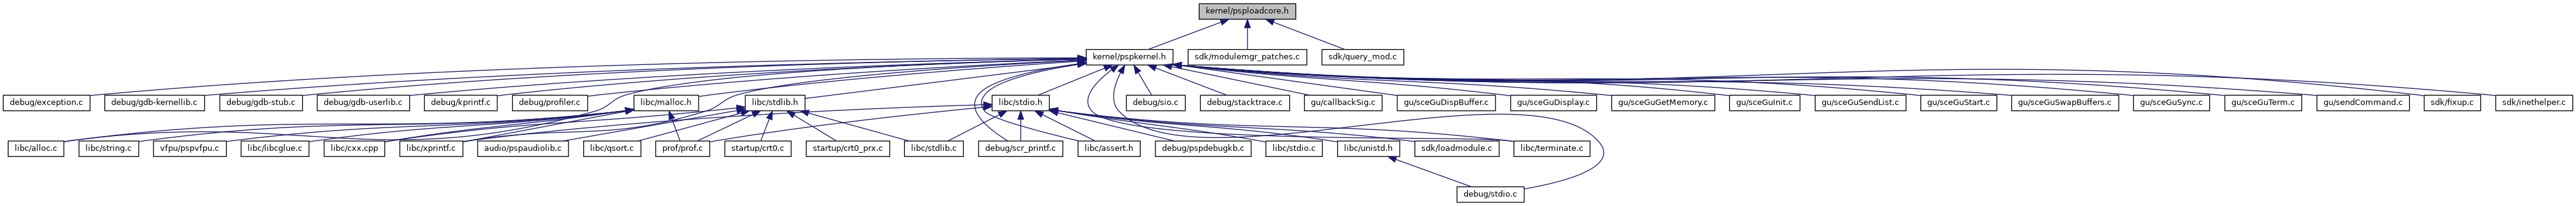 kernel/psploadcore.h
kernel/pspkernel.h
sdk/modulemgr_patches.c
sdk/query_mod.c
debug/exception.c
debug/gdb-kernellib.c
debug/gdb-stub.c
debug/gdb-userlib.c
debug/kprintf.c
debug/profiler.c
libc/malloc.h
libc/stdlib.h
libc/stdio.h
debug/sio.c
debug/stacktrace.c
gu/callbackSig.c
gu/sceGuDispBuffer.c
gu/sceGuDisplay.c
gu/sceGuGetMemory.c
gu/sceGuInit.c
gu/sceGuSendList.c
gu/sceGuStart.c
gu/sceGuSwapBuffers.c
gu/sceGuSync.c
gu/sceGuTerm.c
gu/sendCommand.c
sdk/fixup.c
sdk/inethelper.c
libc/alloc.c
libc/string.c
vfpu/pspvfpu.c
libc/libcglue.c
libc/cxx.cpp
libc/xprintf.c
audio/pspaudiolib.c
libc/qsort.c
prof/prof.c
startup/crt0.c
startup/crt0_prx.c
libc/stdlib.c
debug/scr_printf.c
libc/assert.h
debug/pspdebugkb.c
libc/stdio.c
libc/unistd.h
sdk/loadmodule.c
libc/terminate.c
debug/stdio.c